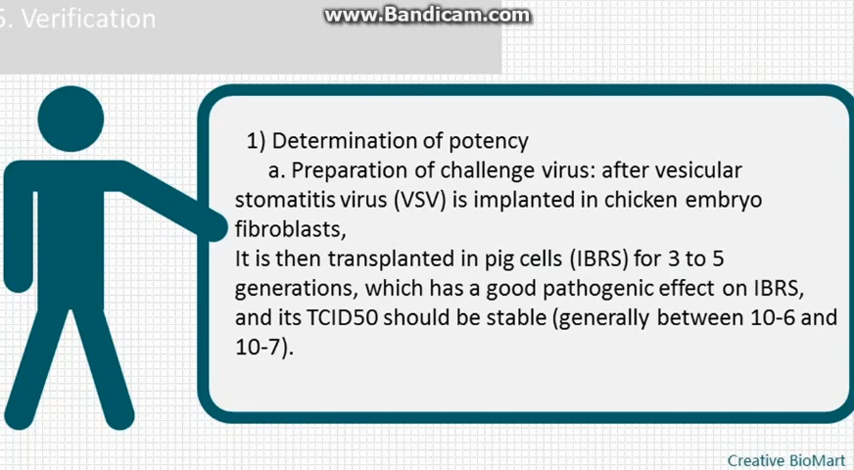 www.Bandicam.com
5. Verification
1) Determination of potency
a. Preparation of challenge virus: after vesicular
stomatitis virus (VSV) is implanted in chicken embryo
fibroblasts,
It is then transplanted in pig cells (IBRS) for 3 to 5
generations, which has a good pathogenic effect on IBRS,
and its TCID50 should be stable (generally between 10-6 and
10-7).
Creative BioMart